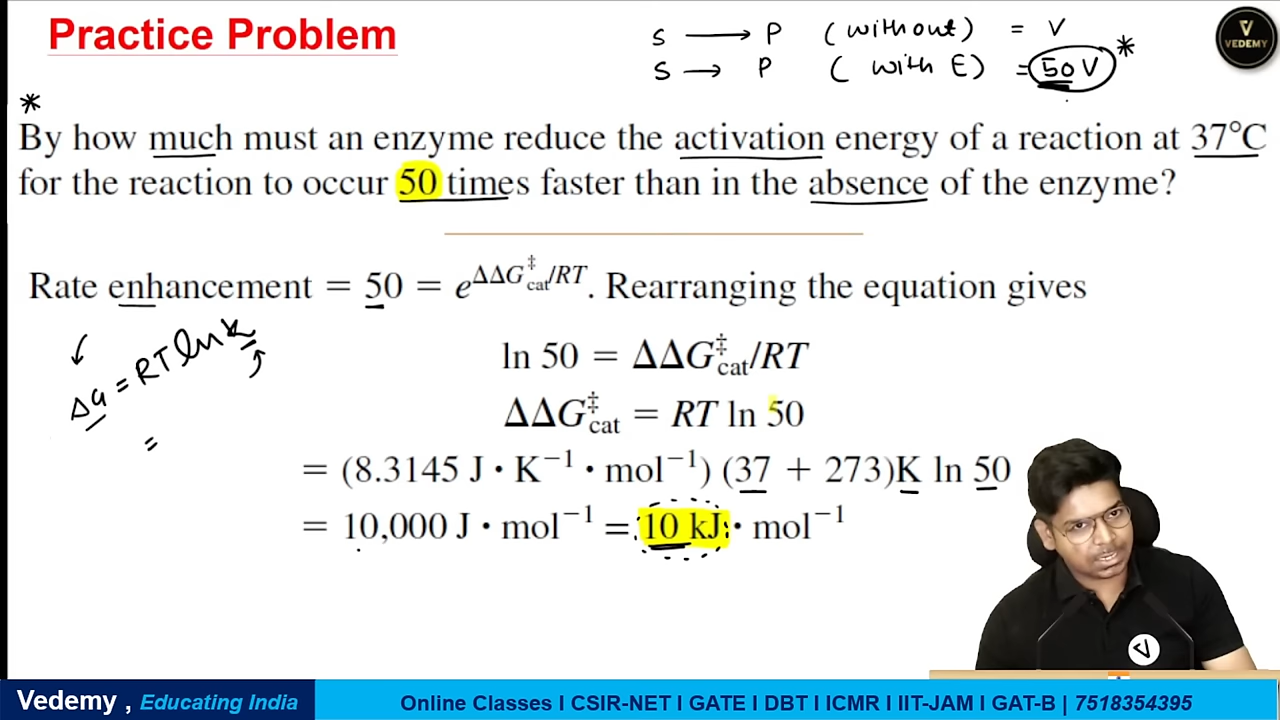 Practice Problem
S ⟶ P (without) = V
S → P (with E) = 50 V *
V
VEDEMY
*
By how much must an enzyme reduce the activation energy of a reaction at 37°C
for the reaction to occur 50 times faster than in the absence of the enzyme?
Rate enhancement = 50 = e^ΔΔG‡cat/RT. Rearranging the equation gives
ΔG = RT ln K
=
ln 50 = ΔΔG‡cat/RT
ΔΔG‡cat = RT ln 50
= (8.3145 J · K−1 · mol−1) (37 + 273)K ln 50
= 10,000 J · mol−1 = 10 kJ · mol−1
V
Vedemy , Educating India
Online Classes I CSIR-NET I GATE I DBT I ICMR I IIT-JAM I GAT-B | 7518354395